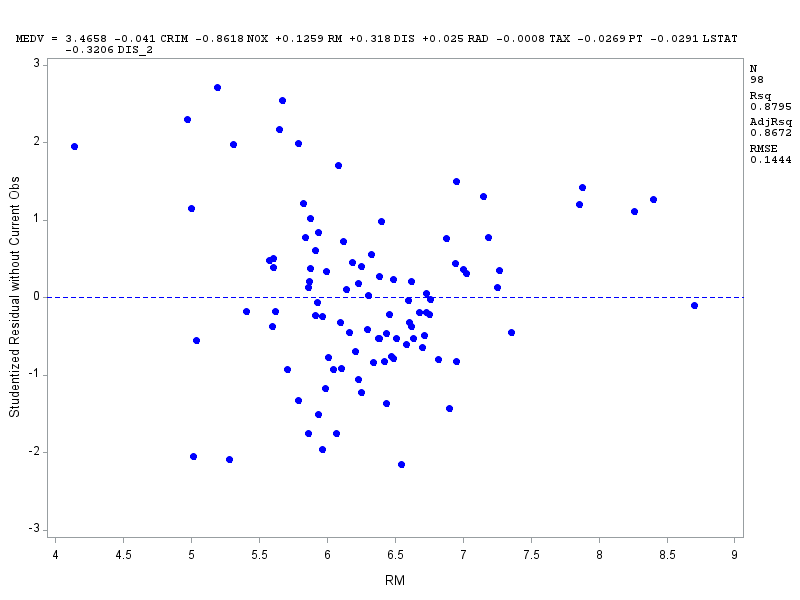 MEDV = 3.4658 -0.041 CRIM -0.8618 NOX +0.1259 RM +0.318 DIS +0.025 RAD -0.0008 TAX -0.0269 PT -0.0291 LSTAT
-0.3206 DIS_2
N
98
Rsq
0.8795
AdjRsq
0.8672
RMSE
0.1444
Studentized Residual without Current Obs
3
2
1
0
-1
-2
-3
4 4.5 5 5.5 6 6.5 7 7.5 8 8.5 9
RM